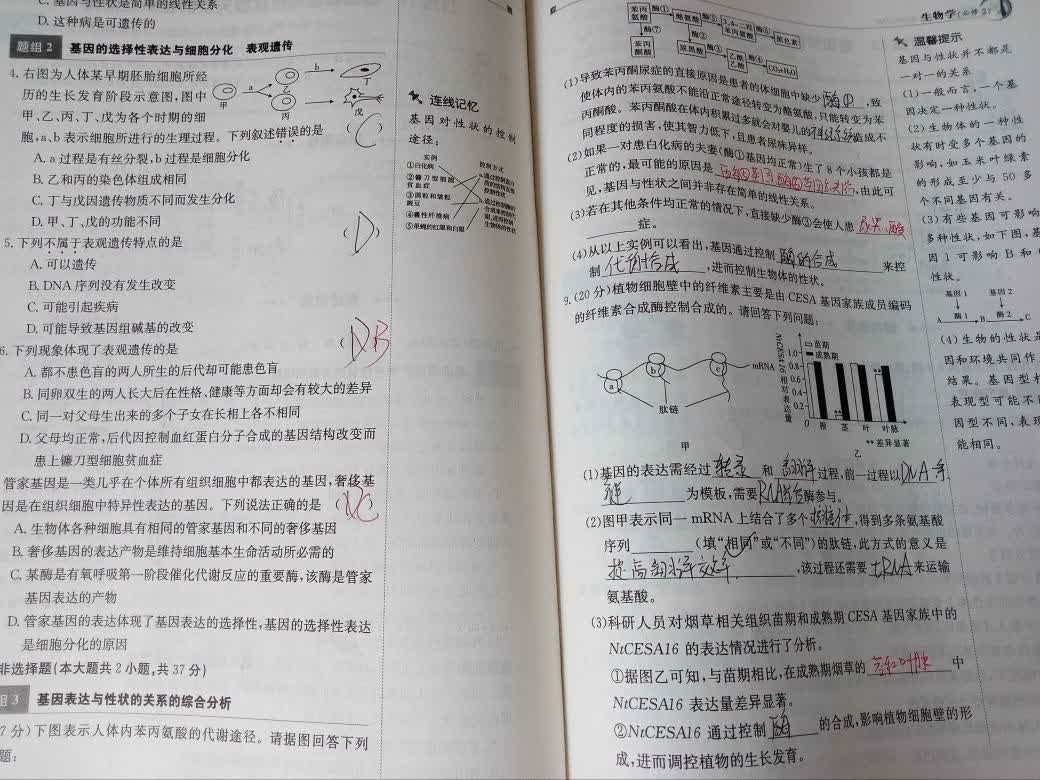 C. 基因与性状是简单的线性关系
D. 这种病是可遗传的
题组2 基因的选择性表达与细胞分化 表观遗传
4. 右图为人体某早期胚胎细胞所经
历的生长发育阶段示意图,图中
甲、乙、丙、丁、戊为各个时期的细
胞,a、b 表示细胞所进行的生理过程。下列叙述错误的是 (C)
A. a 过程是有丝分裂,b 过程是细胞分化
B. 乙和丙的染色体组成相同
C. 丁与戊因遗传物质不同而发生分化
D. 甲、丁、戊的功能不同
甲
a
乙
丙
b
丁
戊
5. 下列不属于表观遗传特点的是 (D)
A. 可以遗传
B. DNA 序列没有发生改变
C. 可能引起疾病
D. 可能导致基因组碱基的改变
6. 下列现象体现了表观遗传的是 (D B
A. 都不患色盲的两人所生的后代却可能患色盲
B. 同卵双生的两人长大后在性格、健康等方面却会有较大的差异
C. 同一对父母生出来的多个子女在长相上各不相同
D. 父母均正常,后代因控制血红蛋白分子合成的基因结构改变而
患上镰刀型细胞贫血症
管家基因是一类几乎在个体所有组织细胞中都表达的基因,奢侈基
因是在组织细胞中特异性表达的基因。下列说法正确的是 ( C
A. 生物体各种细胞具有相同的管家基因和不同的奢侈基因
B. 奢侈基因的表达产物是维持细胞基本生命活动所必需的
C. 某酶是有氧呼吸第一阶段催化代谢反应的重要酶,该酶是管家
基因表达的产物
D. 管家基因的表达体现了基因表达的选择性,基因的选择性表达
是细胞分化的原因
非选择题(本大题共 2 小题,共 37 分)
组3 基因表达与性状的关系的综合分析
7 分)下图表示人体内苯丙氨酸的代谢途径。请据图回答下列
题:
连线记忆
基因对性状的控制
途径:
实例
控制方式
①白化病
②镰刀型细胞
贫血症
③圆粒和皱粒
豌豆
④囊性纤维病
⑤果蝇的红眼和白眼
生物学(必修2)
苯丙
氨酸
酶①
酪氨酸
酶⑤
3,4-二羟
苯丙氨酸
酶⑥
黑色素
酶⑦
苯丙
酮酸
酶②
尿黑酸
酶③
乙酰
乙酸
酶④
CO₂+H₂O
(1)导致苯丙酮尿症的直接原因是患者的体细胞中缺少酶①,致
使体内的苯丙氨酸不能沿正常途径转变为酪氨酸,只能转变为苯
丙酮酸。苯丙酮酸在体内积累过多就会对婴儿的神经系统造成不
同程度的损害,使其智力低下,且患者尿味异样。
(2)如果一对患白化病的夫妻(酶①基因均正常)生了 8 个小孩都是
正常的,最可能的原因是,由此可
见,基因与性状之间并非存在简单的线性关系。
(3)若在其他条件均正常的情况下,直接缺少酶③会使人患尿黑酸
症。
(4)从以上实例可以看出,基因通过控制酶的合成来控
制代谢,进而控制生物体的性状。
9. (20 分)植物细胞壁中的纤维素主要由 CESA 基因家族成员编码
的纤维素合成酶控制合成的。请回答下列问题:
a
b
c
mRNA
肽链
甲
NtCESA16 相对表达量
苗期
成熟期
1.0
0.8
0.6
0.4
0.2
0
根 茎 叶 叶脉
**差异显著
乙
(1)基因的表达需经过转录和翻译过程,前一过程以DNA一条
链为模板,需要RNA聚合酶参与。
(2)图甲表示同一 mRNA 上结合了多个核糖体,得到多条氨基酸
序列(填“相同”或“不同”)的肽链,此方式的意义是
提高翻译效率,该过程还需要tRNA来运输
氨基酸。
(3)科研人员对烟草相关组织苗期和成熟期 CESA 基因家族中的
NtCESA16 的表达情况进行了分析。
①据图乙可知,与苗期相比,在成熟期烟草的茎和叶脉中
NtCESA16 表达量差异显著。
②NtCESA16 通过控制酶的合成,影响植物细胞壁的形
成,进而调控植物的生长发育。
温馨提示
基因与性状并不都是
一对一的关系
(1)一般而言,一个基
因决定一种性状。
(2)生物体的一种性
状有时受多个基因的
影响,如玉米叶绿素
的形成至少与 50 多
个不同基因有关。
(3)有些基因可影响
多种性状,如下图,基
因 1 可影响 B 和
性状。
基因1 基因2
酶1 酶2
A B C
(4)生物的性状是
因和环境共同作
结果。基因型相
表现型可能不
因型不同,表现
能相同。